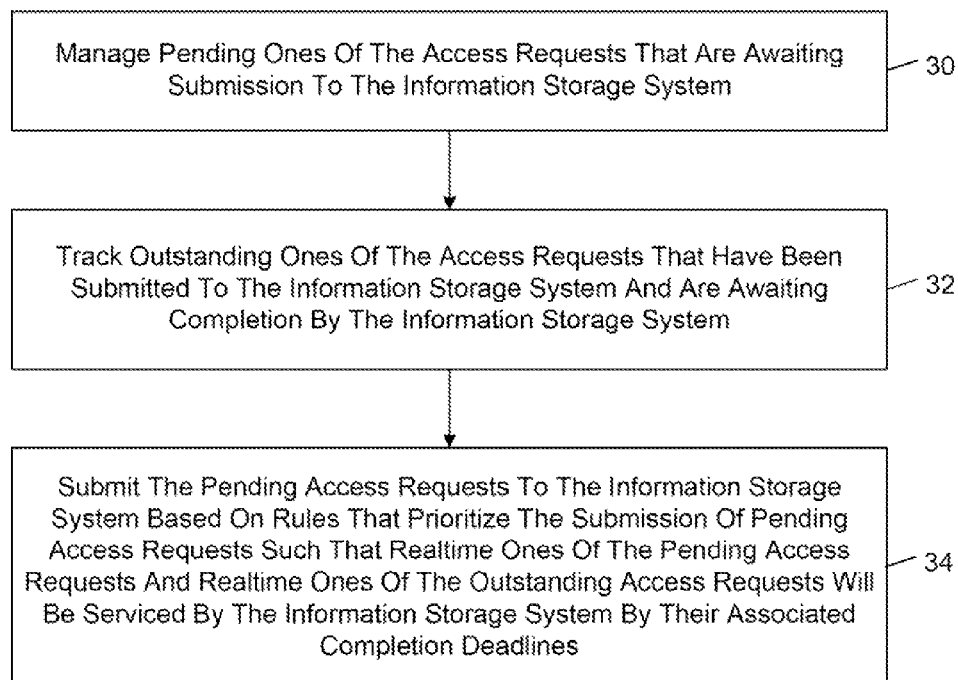 Manage Pending Ones Of The Access Requests That Are Awaiting
Submission To The Information Storage System
30
Track Outstanding Ones Of The Access Requests That Have Been
Submitted To The Information Storage System And Are Awaiting
Completion By The Information Storage System
32
Submit The Pending Access Requests To The Information Storage
System Based On Rules That Prioritize The Submission Of Pending
Access Requests Such That Realtime Ones Of The Pending Access
Requests And Realtime Ones Of The Outstanding Access Requests Will
Be Serviced By The Information Storage System By Their Associated
Completion Deadlines
34